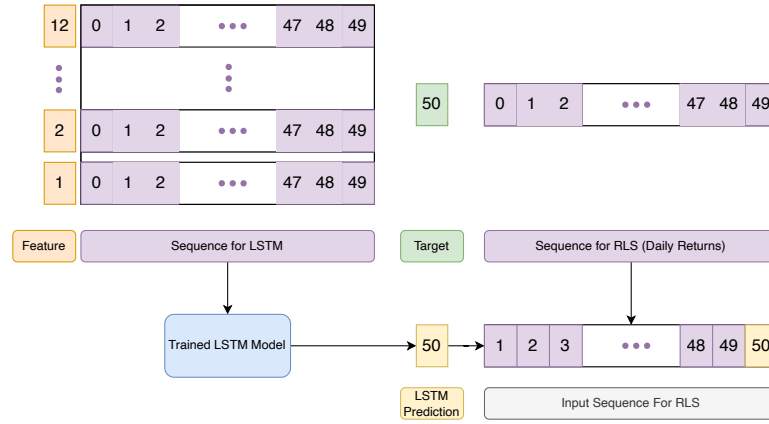 12 0 1 2 47 48 49
50 0 1 2 47 48 49
2 0 1 2 47 48 49
1 0 1 2 47 48 49
Feature Sequence for LSTM Target Sequence for RLS (Daily Returns)
Trained LSTM Model 50 1 2 3 48 49 50
LSTM
Prediction
Input Sequence For RLS